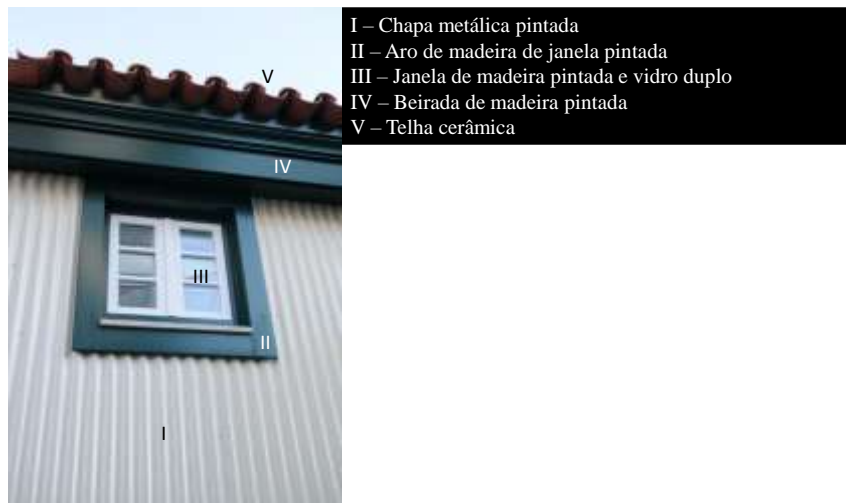 I – Chapa metálica pintada
II – Aro de madeira de janela pintada
III – Janela de madeira pintada e vidro duplo
IV – Beirada de madeira pintada
V – Telha cerâmica
V
IV
III
II
I